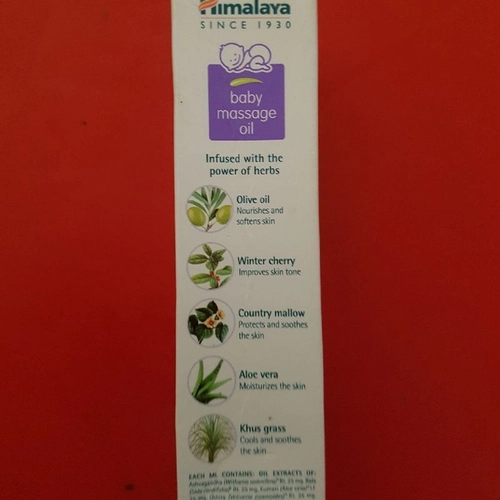 Himalaya
SINCE 1930
baby
massage
oil
Infused with the
power of herbs
Olive oil
Nourishes and
softens skin
Winter cherry
Improves skin tone
Country mallow
Protects and soothes
the skin
Aloe vera
Moisturizes the skin
Khus grass
Cools and soothes
the skin
EACH ML CONTAINS: OIL EXTRACTS OF: